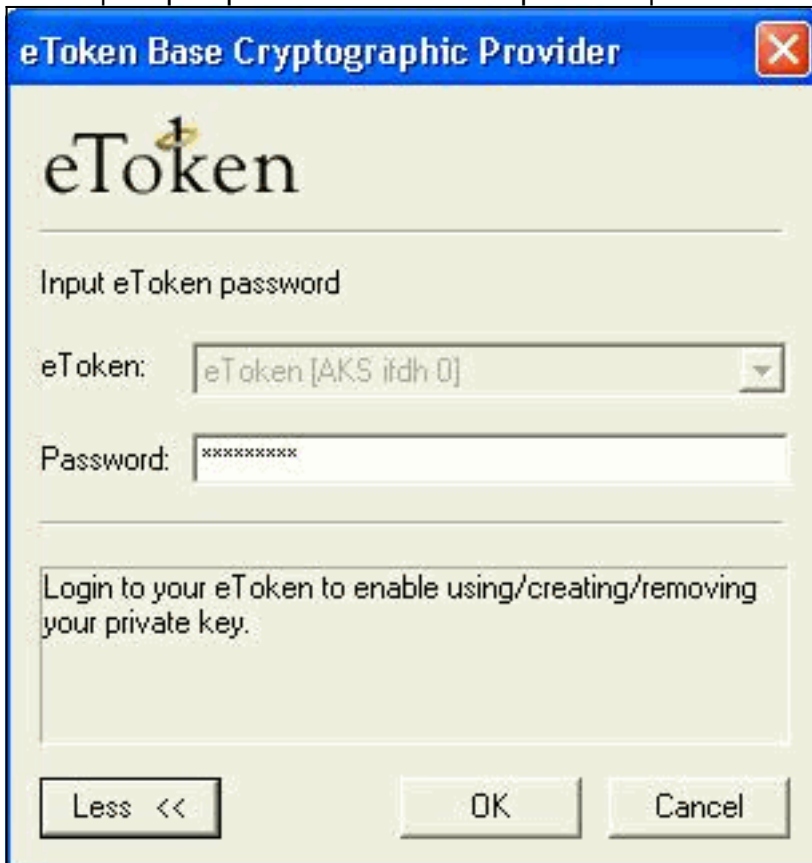 eToken Base Cryptographic Provider
eToken
Input eToken password
eToken: eToken [AKS ifdh 0]
Password: *********
Login to your eToken to enable using/creating/removing
your private key.
Less << OK Cancel